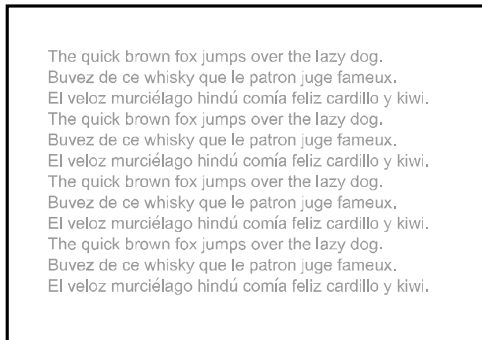 The quick brown fox jumps over the lazy dog.
Buvez de ce whisky que le patron juge fameux.
El veloz murciélago hindú comía feliz cardillo y kiwi.
The quick brown fox jumps over the lazy dog.
Buvez de ce whisky que le patron juge fameux.
El veloz murciélago hindú comía feliz cardillo y kiwi.
The quick brown fox jumps over the lazy dog.
Buvez de ce whisky que le patron juge fameux.
El veloz murciélago hindú comía feliz cardillo y kiwi.
The quick brown fox jumps over the lazy dog.
Buvez de ce whisky que le patron juge fameux.
El veloz murciélago hindú comía feliz cardillo y kiwi.